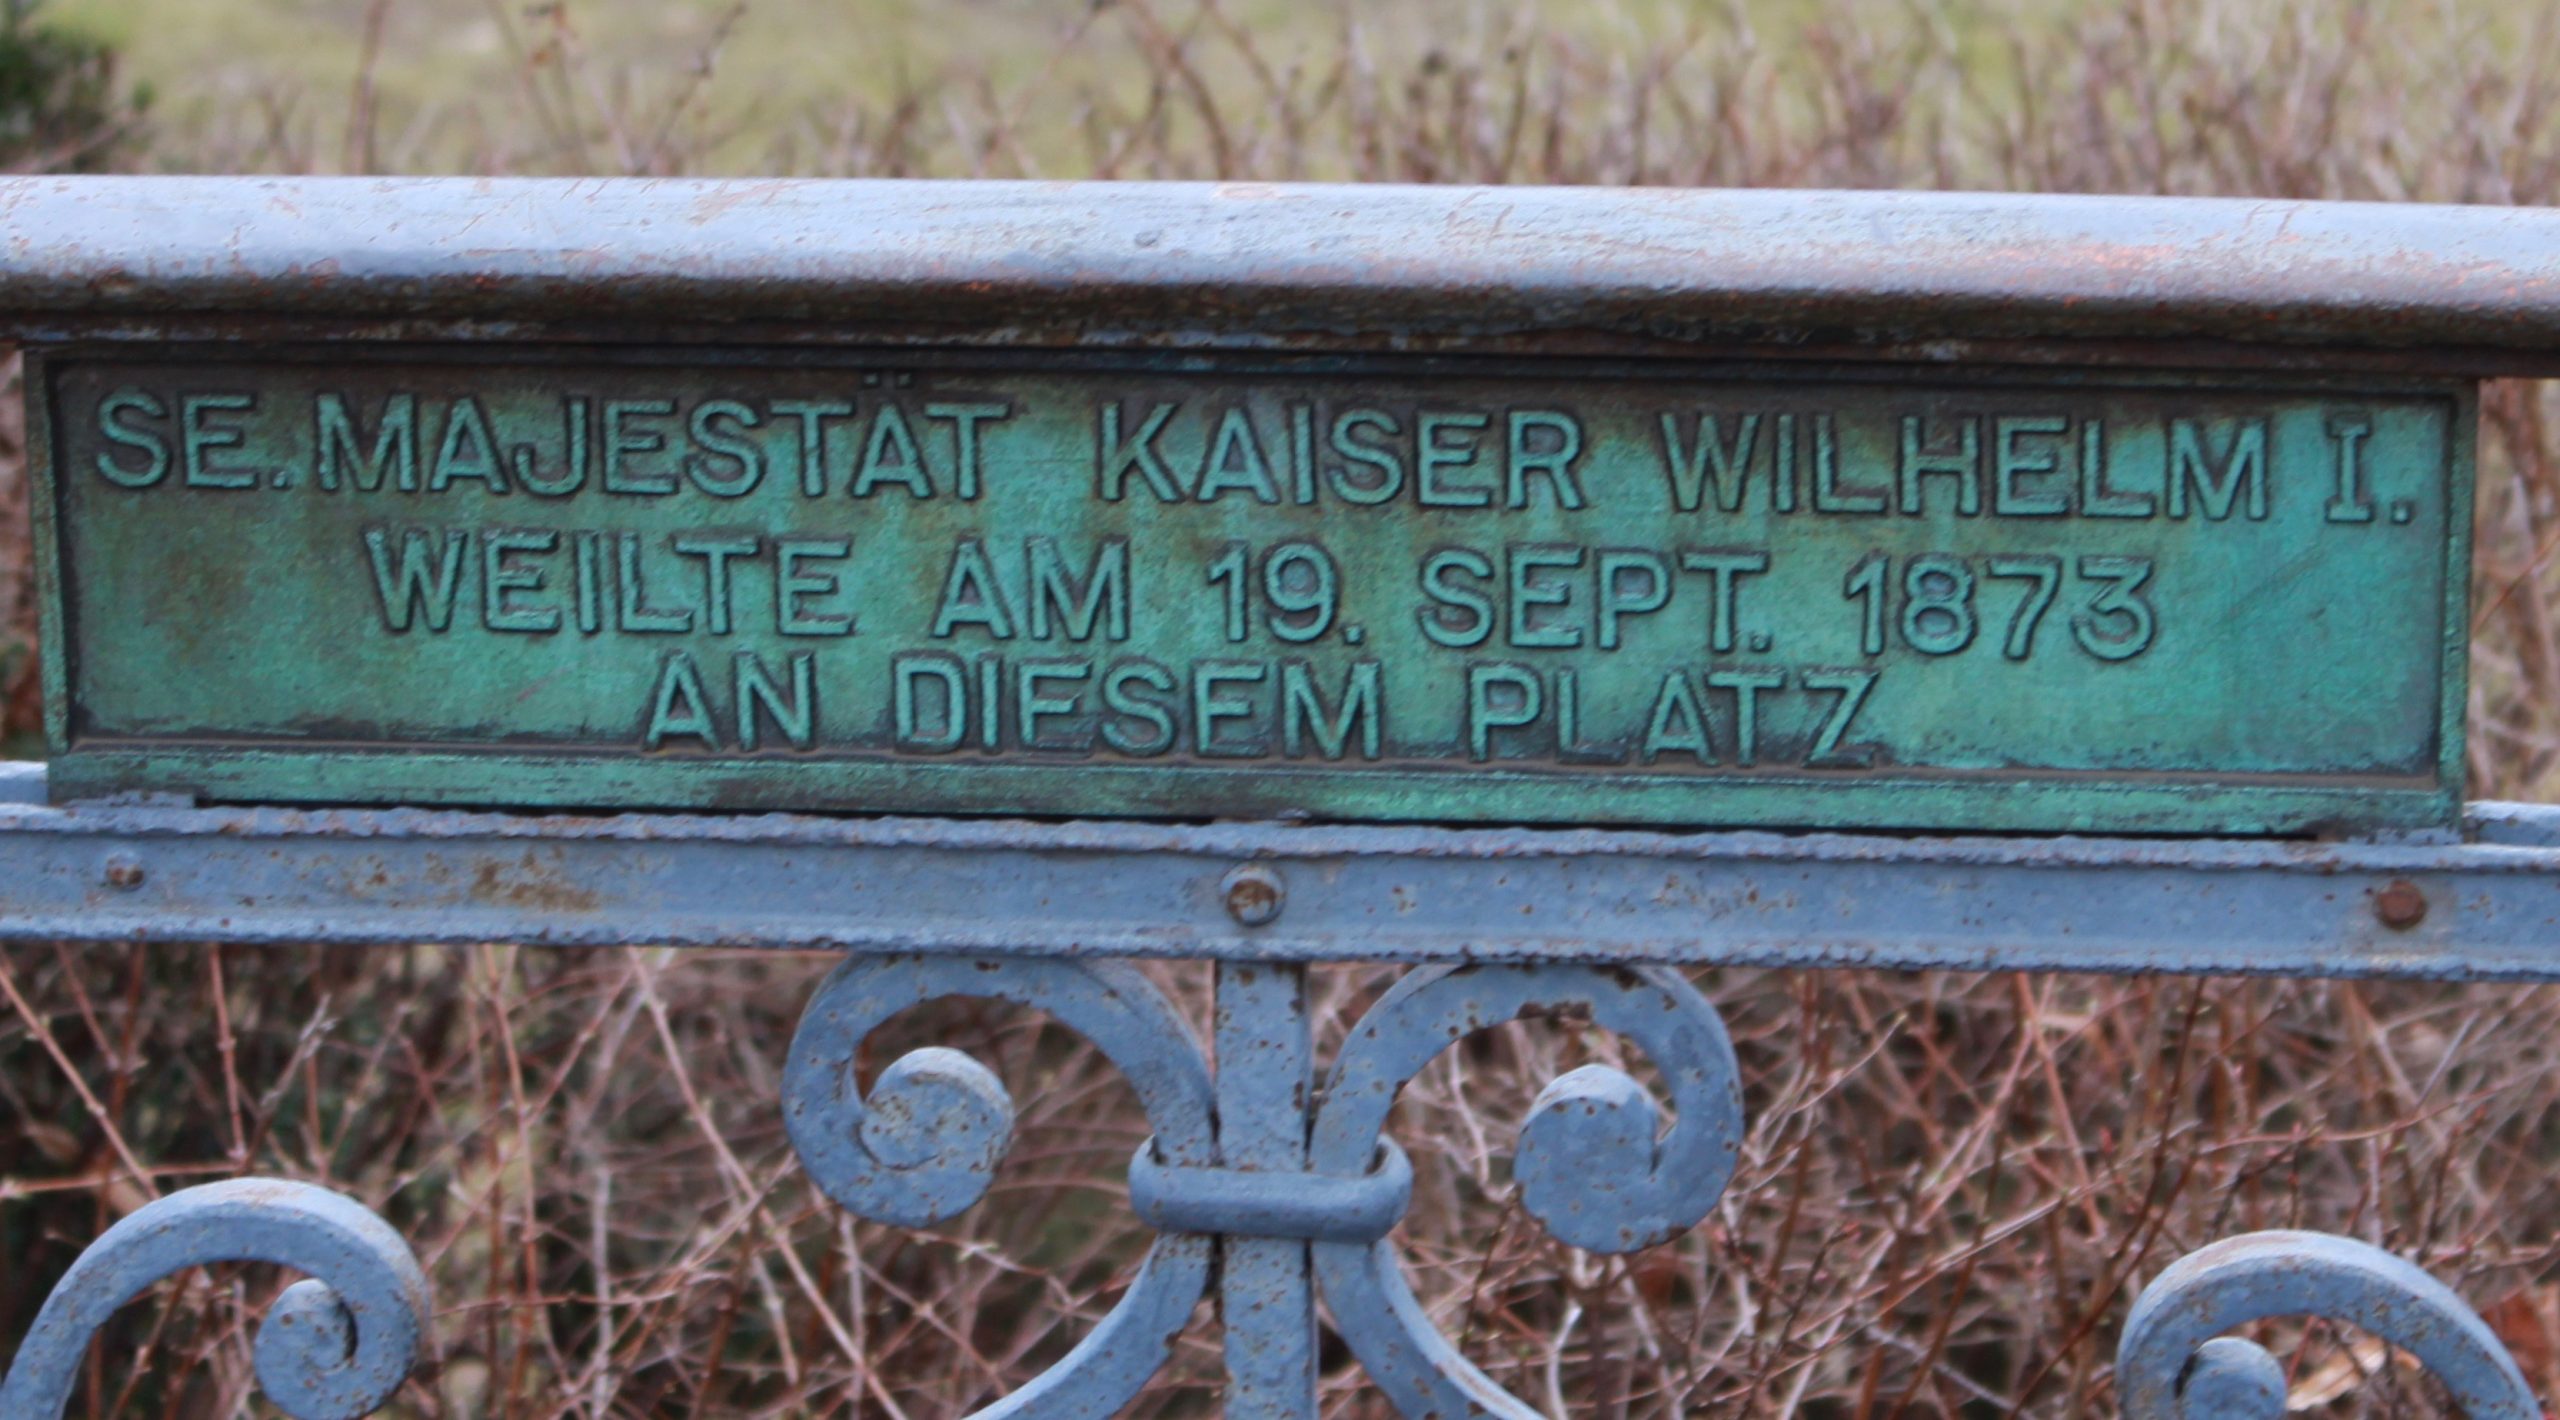 SE. MAJESTÄT KAISER WILHELM I.
WEILTE AM 19. SEPT. 1873
AN DIESEM PLATZ